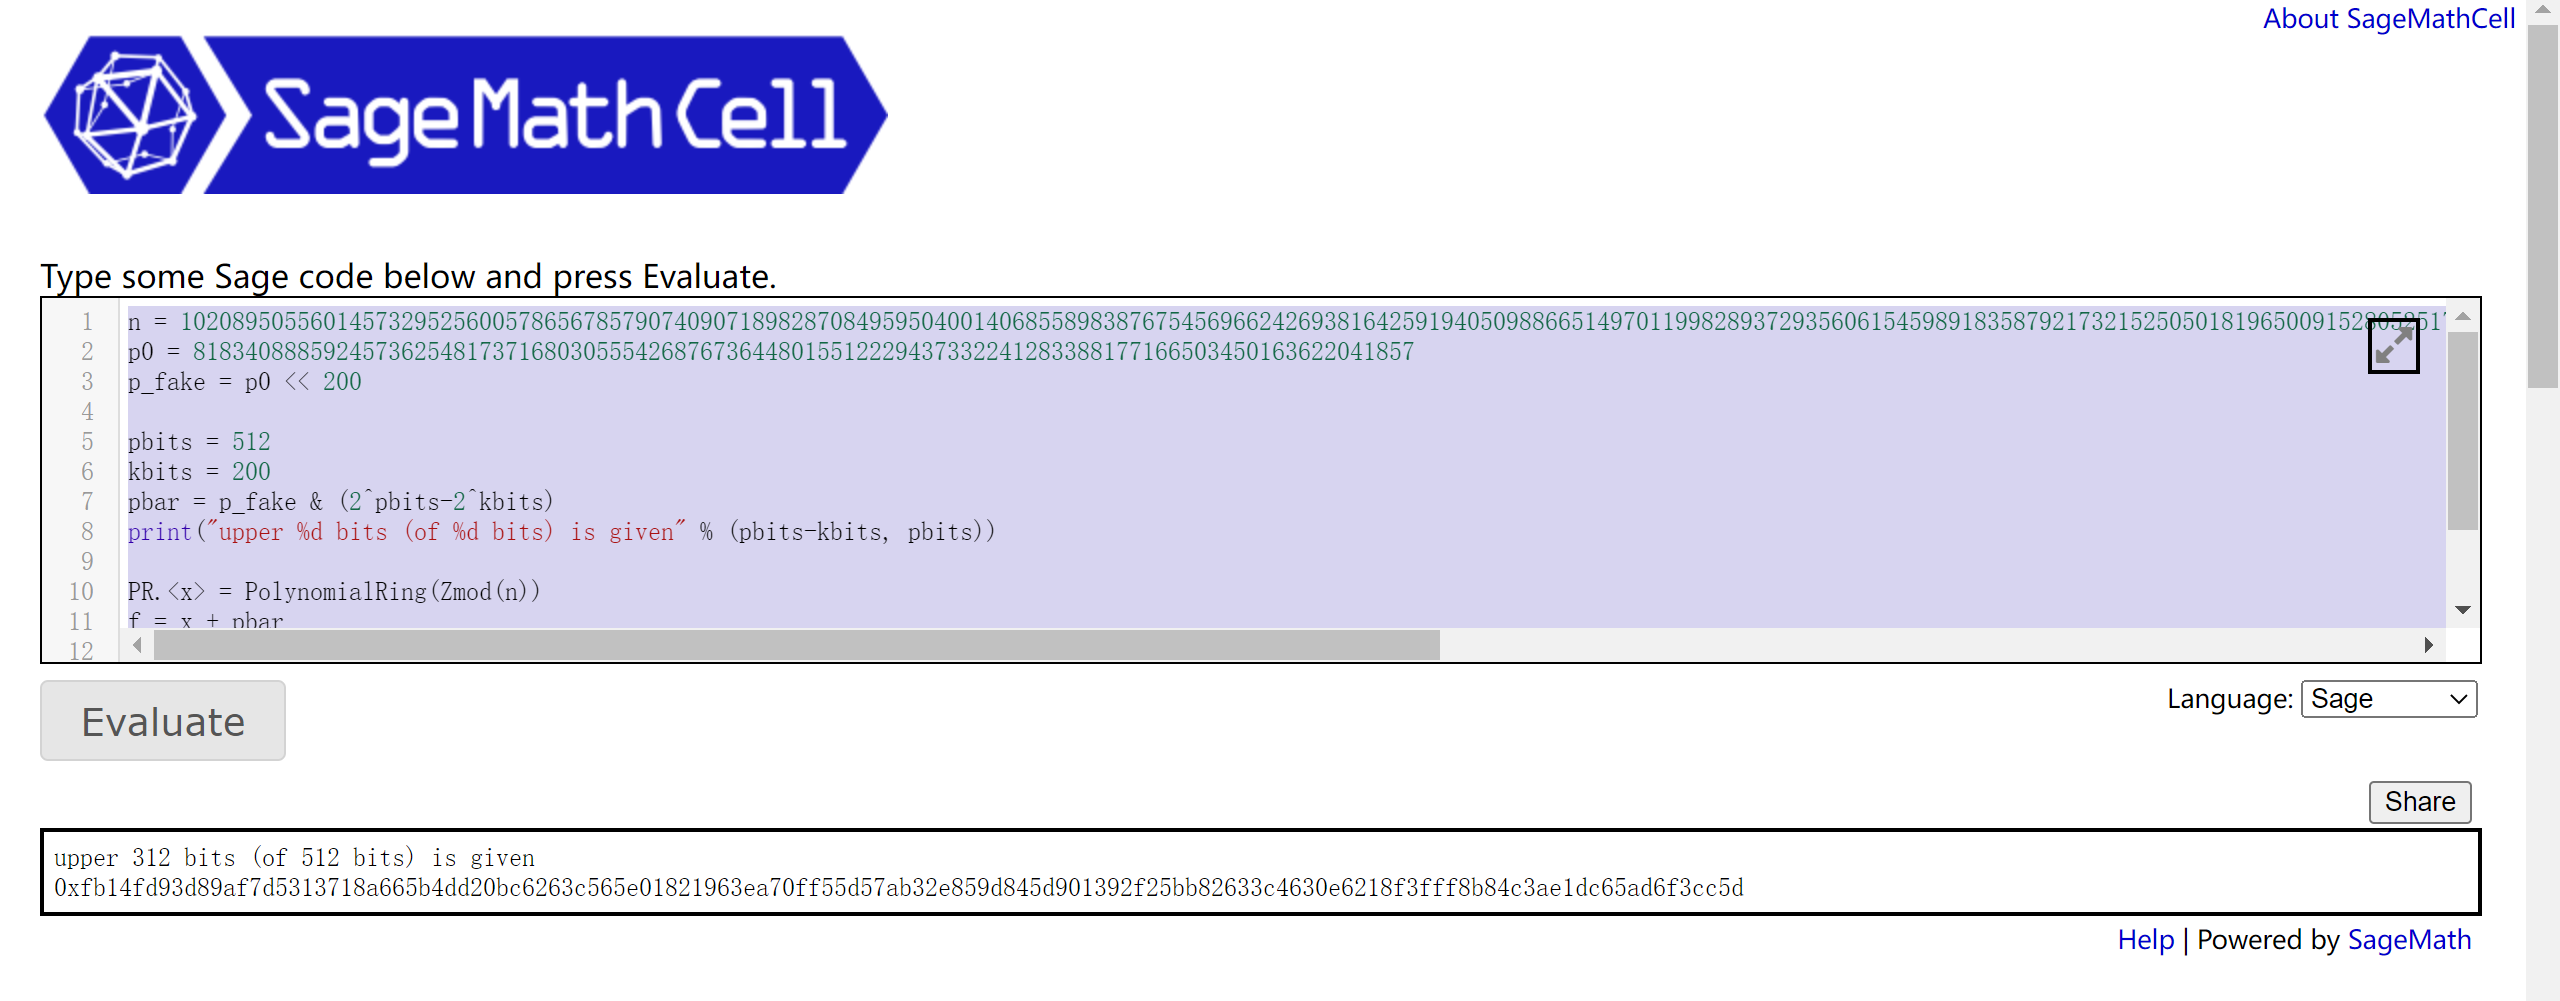 About SageMathCell
SageMathCell
Type some Sage code below and press Evaluate.
1 n = 
2 p0 = 818340888592457362548173716803055542687673644801551222943733224128338817716650345016362204185​7
3 p_fake = p0 << 200
4
5 pbits = 512
6 kbits = 200
7 pbar = p_fake & (2^pbits-2^kbits)
8 print("upper %d bits (of %d bits) is given" % (pbits-kbits, pbits))
9
10 PR.<x> = PolynomialRing(Zmod(n))
11 f = x + pbar
12
Evaluate
Language: Sage
Share
upper 312 bits (of 512 bits) is given
0xfb14fd93d89af7d5313718a665b4dd20bc6263c565e01821963ea70ff55d57ab32e859d845d901392f25bb82633c4630e6218f3fff8b84c3ae1dc65ad6f3cc5d
Help | Powered by SageMath